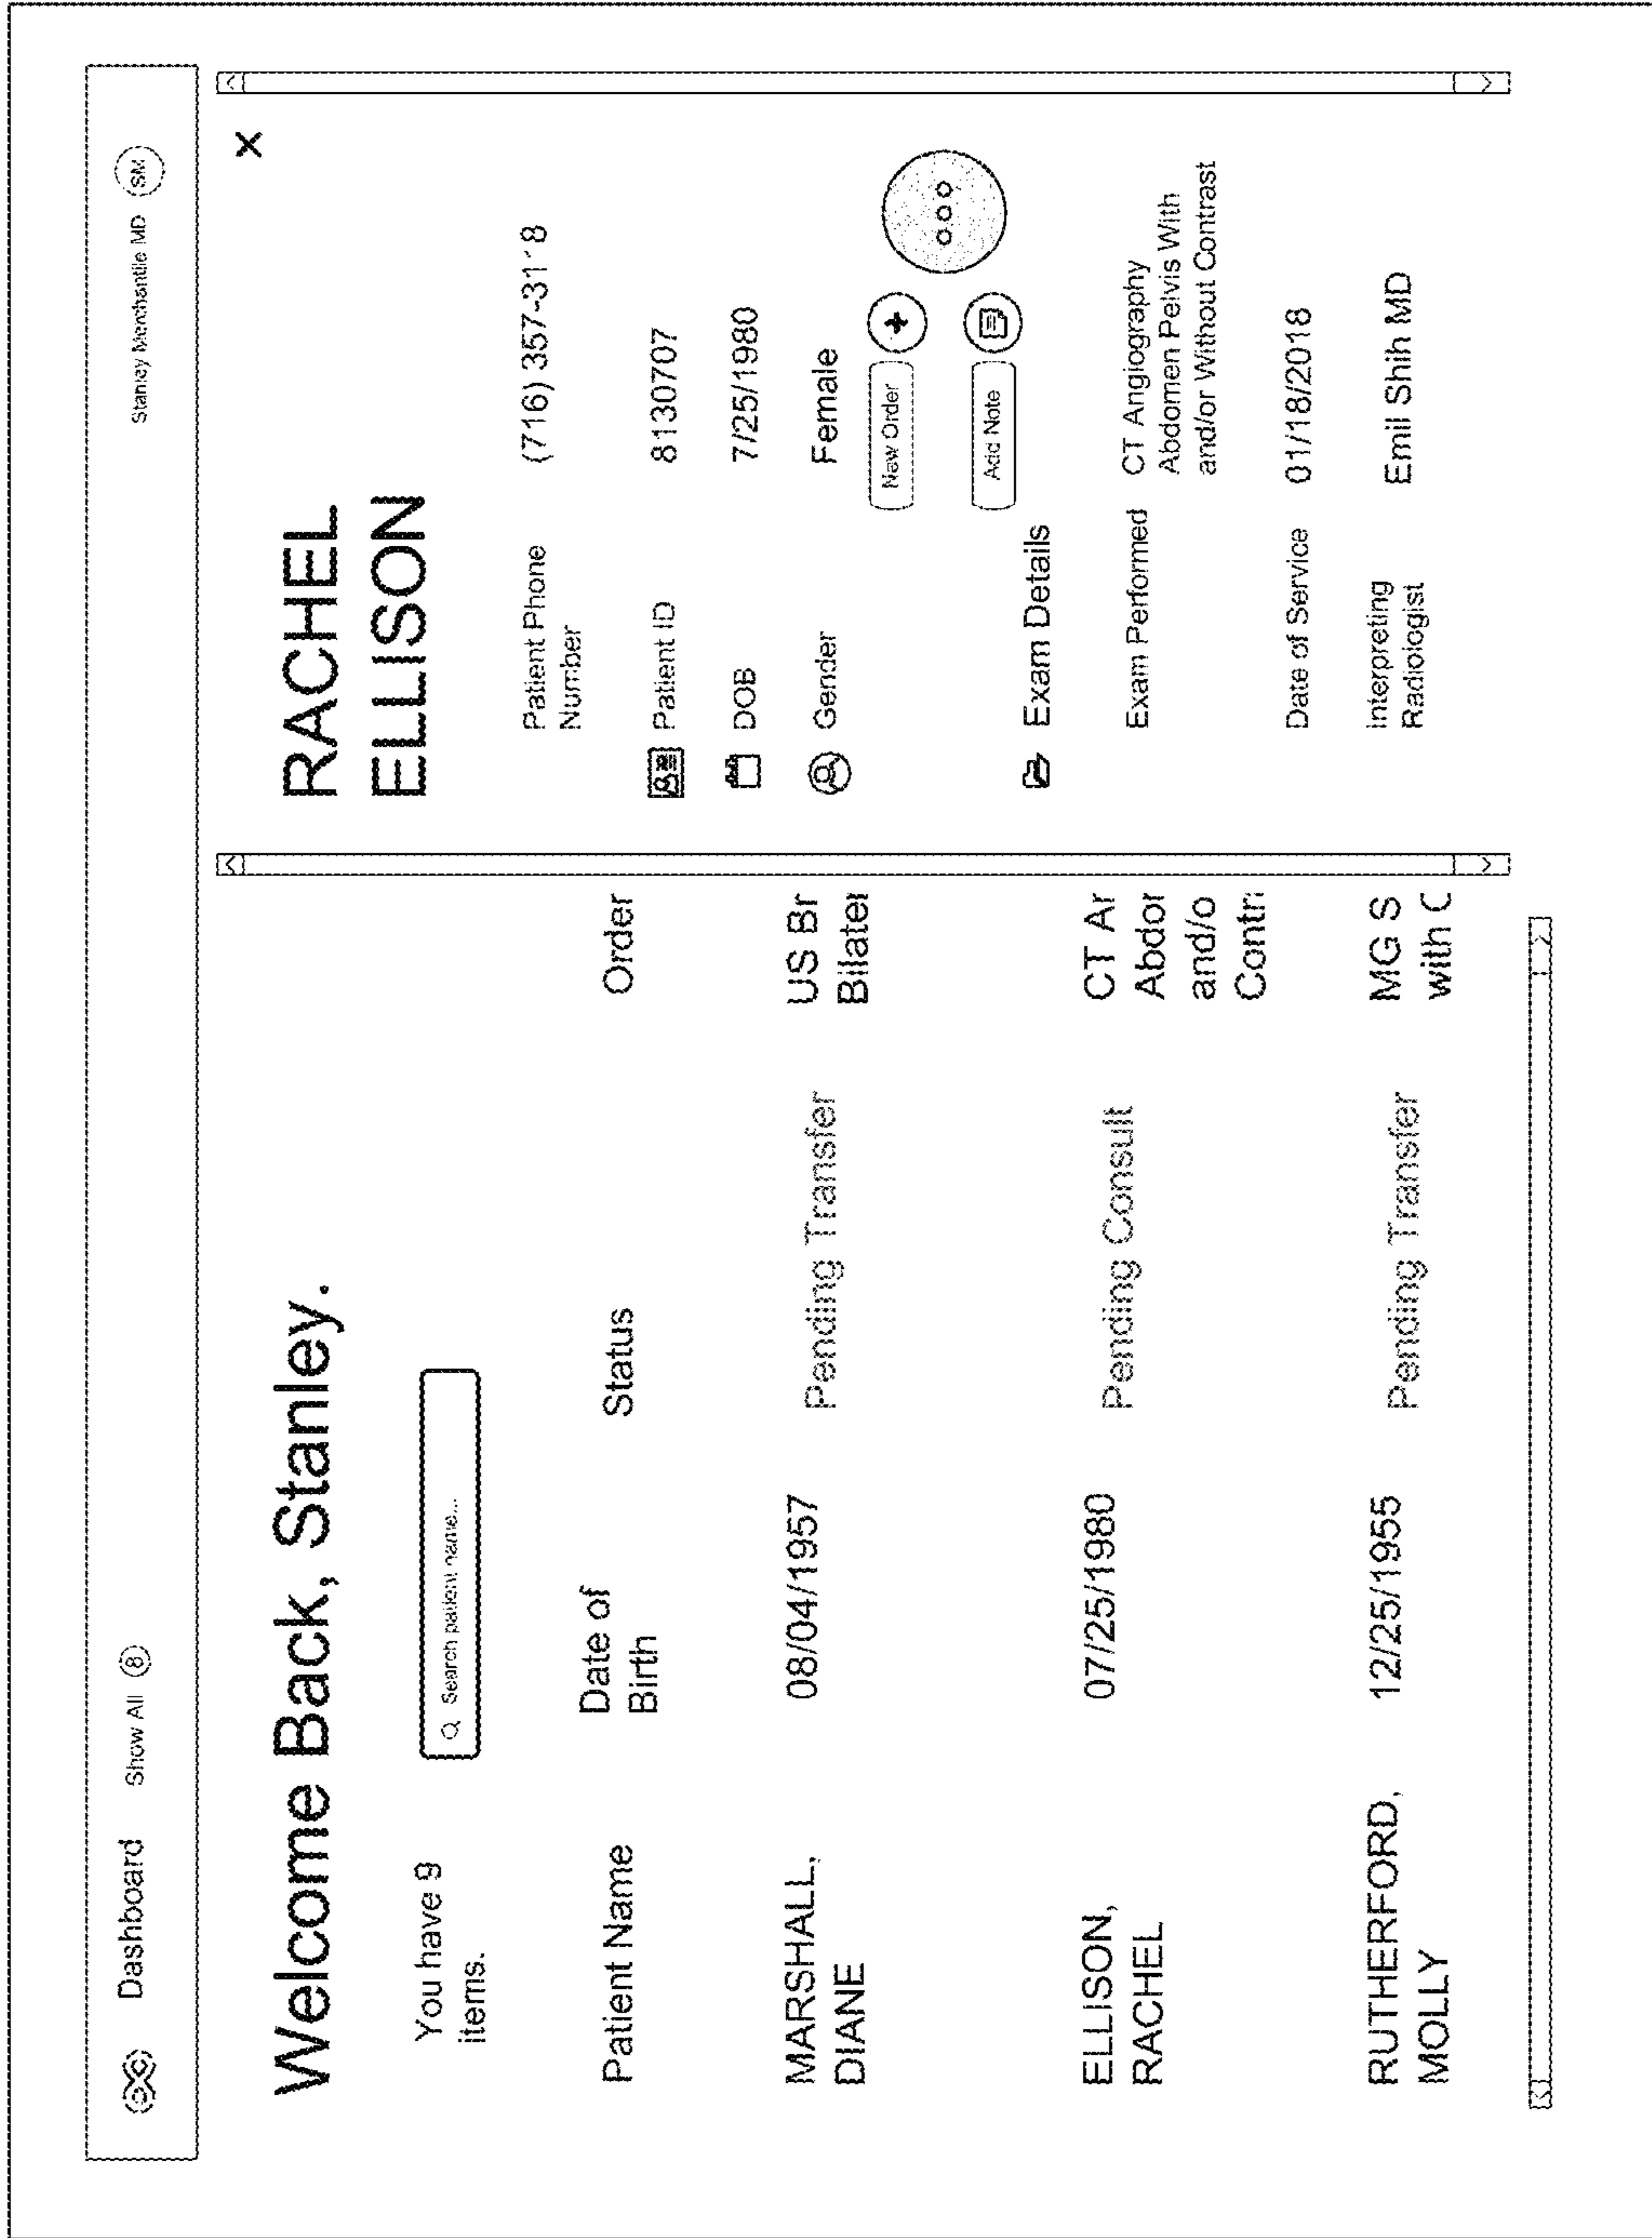 Dashboard Show All 8
Stanley Merchantile MD SM
Welcome Back, Stanley.
You have 9
items.
Search patient name...
Patient Name
Date of
Birth
Status
Order
MARSHALL,
DIANE
08/04/1957
Pending Transfer
US Br
Bilater
ELLISON,
RACHEL
07/25/1980
Pending Consult
CT Ar
Abdor
and/o
Contra
RUTHERFORD,
MOLLY
12/25/1955
Pending Transfer
MG S
with C
X
RACHEL
ELLISON
Patient Phone
Number
(716) 357-3118
Patient ID
8130707
DOB
7/25/1980
Gender
Female
New Order
Add Note
Exam Details
Exam Performed
CT Angiography
Abdomen Pelvis With
and/or Without Contrast
Date of Service
01/18/2018
Interpreting
Radiologist
Emil Shih MD